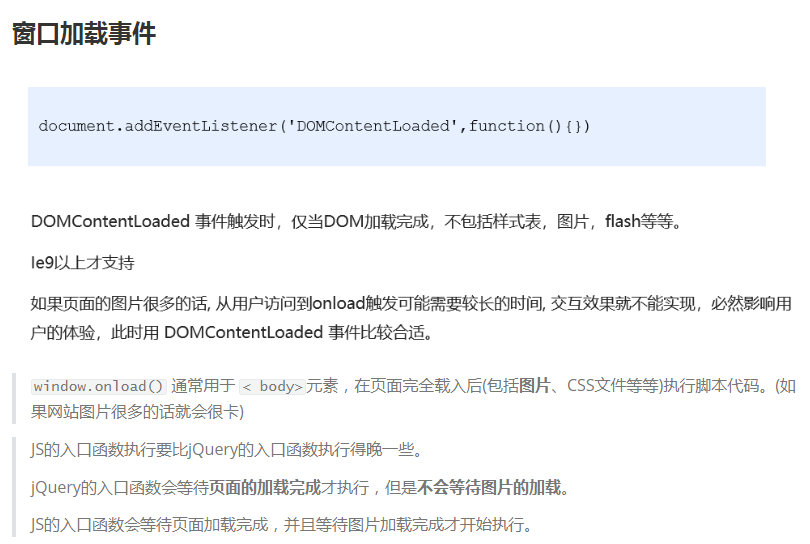 窗口加载事件
document.addEventListener('DOMContentLoaded',function(){})
DOMContentLoaded 事件触发时，仅当DOM加载完成，不包括样式表，图片，flash等等。
Ie9以上才支持
如果页面的图片很多的话, 从用户访问到onload触发可能需要较长的时间, 交互效果就不能实现，必然影响用
户的体验，此时用 DOMContentLoaded 事件比较合适。
window.onload() 通常用于 < body>元素，在页面完全载入后(包括图片、CSS文件等等)执行脚本代码。(如
果网站图片很多的话就会很卡)
JS的入口函数执行要比jQuery的入口函数执行得晚一些。
jQuery的入口函数会等待页面的加载完成才执行，但是不会等待图片的加载。
JS的入口函数会等待页面加载完成，并且等待图片加载完成才开始执行。